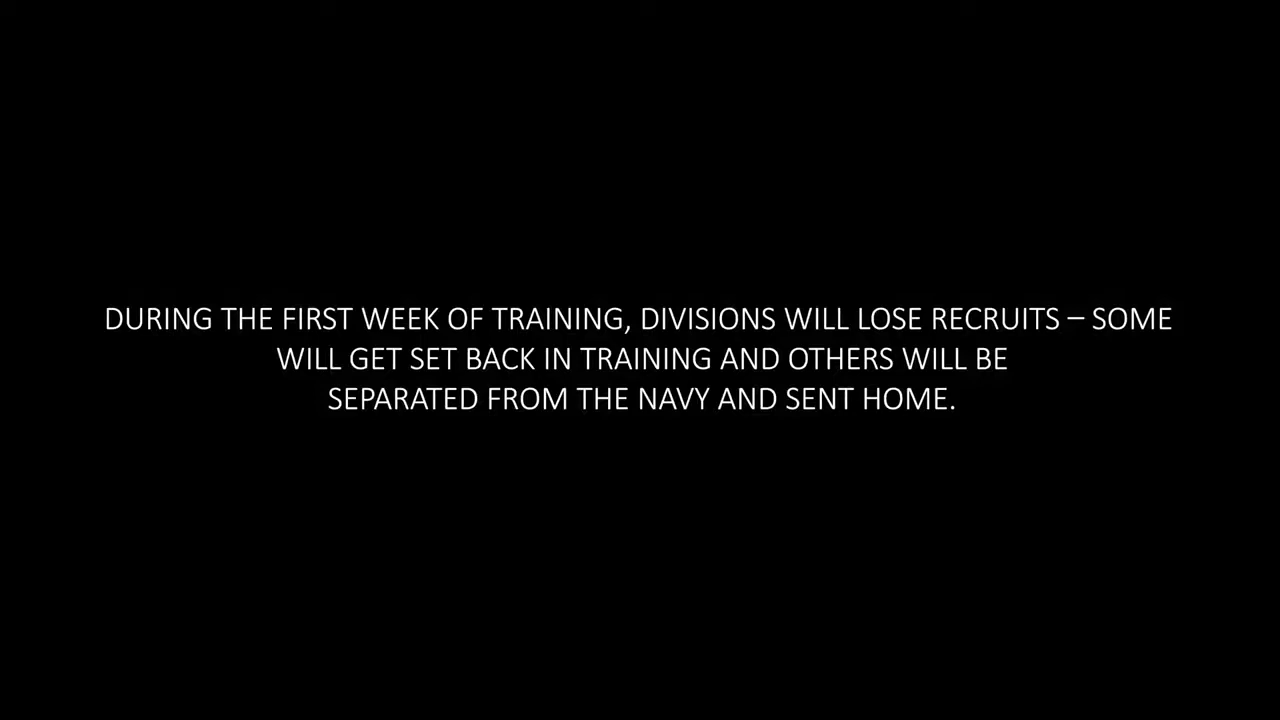 DURING THE FIRST WEEK OF TRAINING, DIVISIONS WILL LOSE RECRUITS – SOME
WILL GET SET BACK IN TRAINING AND OTHERS WILL BE
SEPARATED FROM THE NAVY AND SENT HOME.